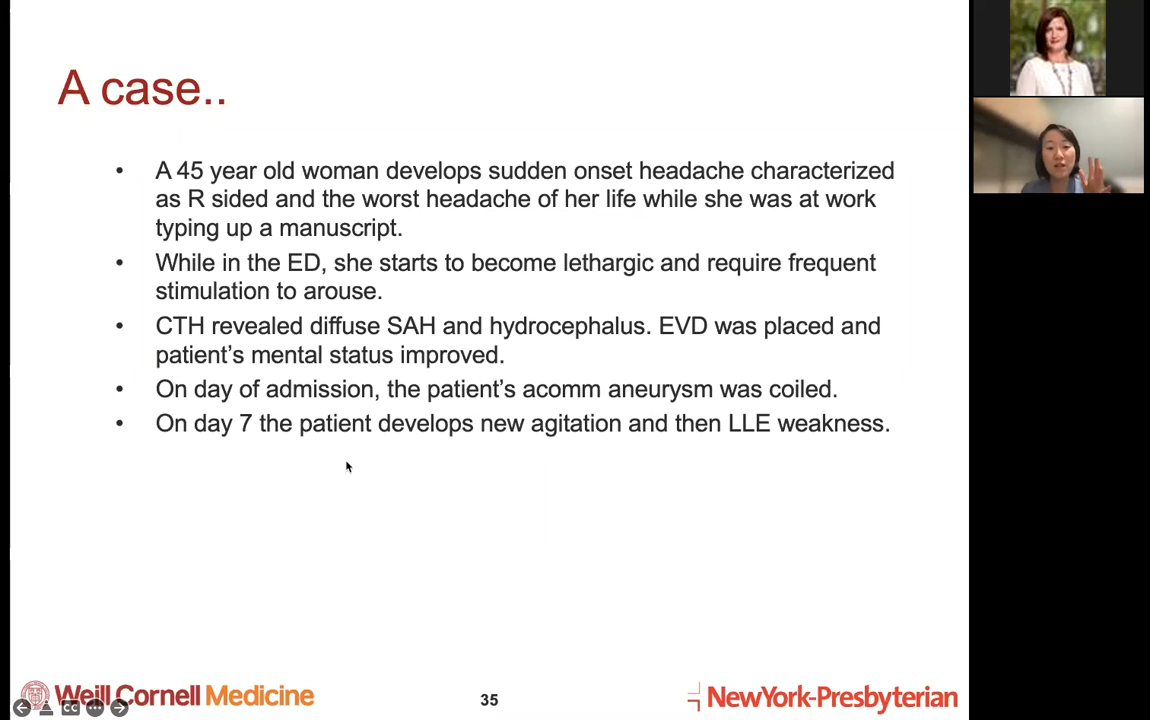 A case..
• A 45 year old woman develops sudden onset headache characterized
as R sided and the worst headache of her life while she was at work
typing up a manuscript.
• While in the ED, she starts to become lethargic and require frequent
stimulation to arouse.
• CTH revealed diffuse SAH and hydrocephalus. EVD was placed and
patient's mental status improved.
• On day of admission, the patient's acomm aneurysm was coiled.
• On day 7 the patient develops new agitation and then LLE weakness.
Weill Cornell Medicine
35
NewYork-Presbyterian
CC